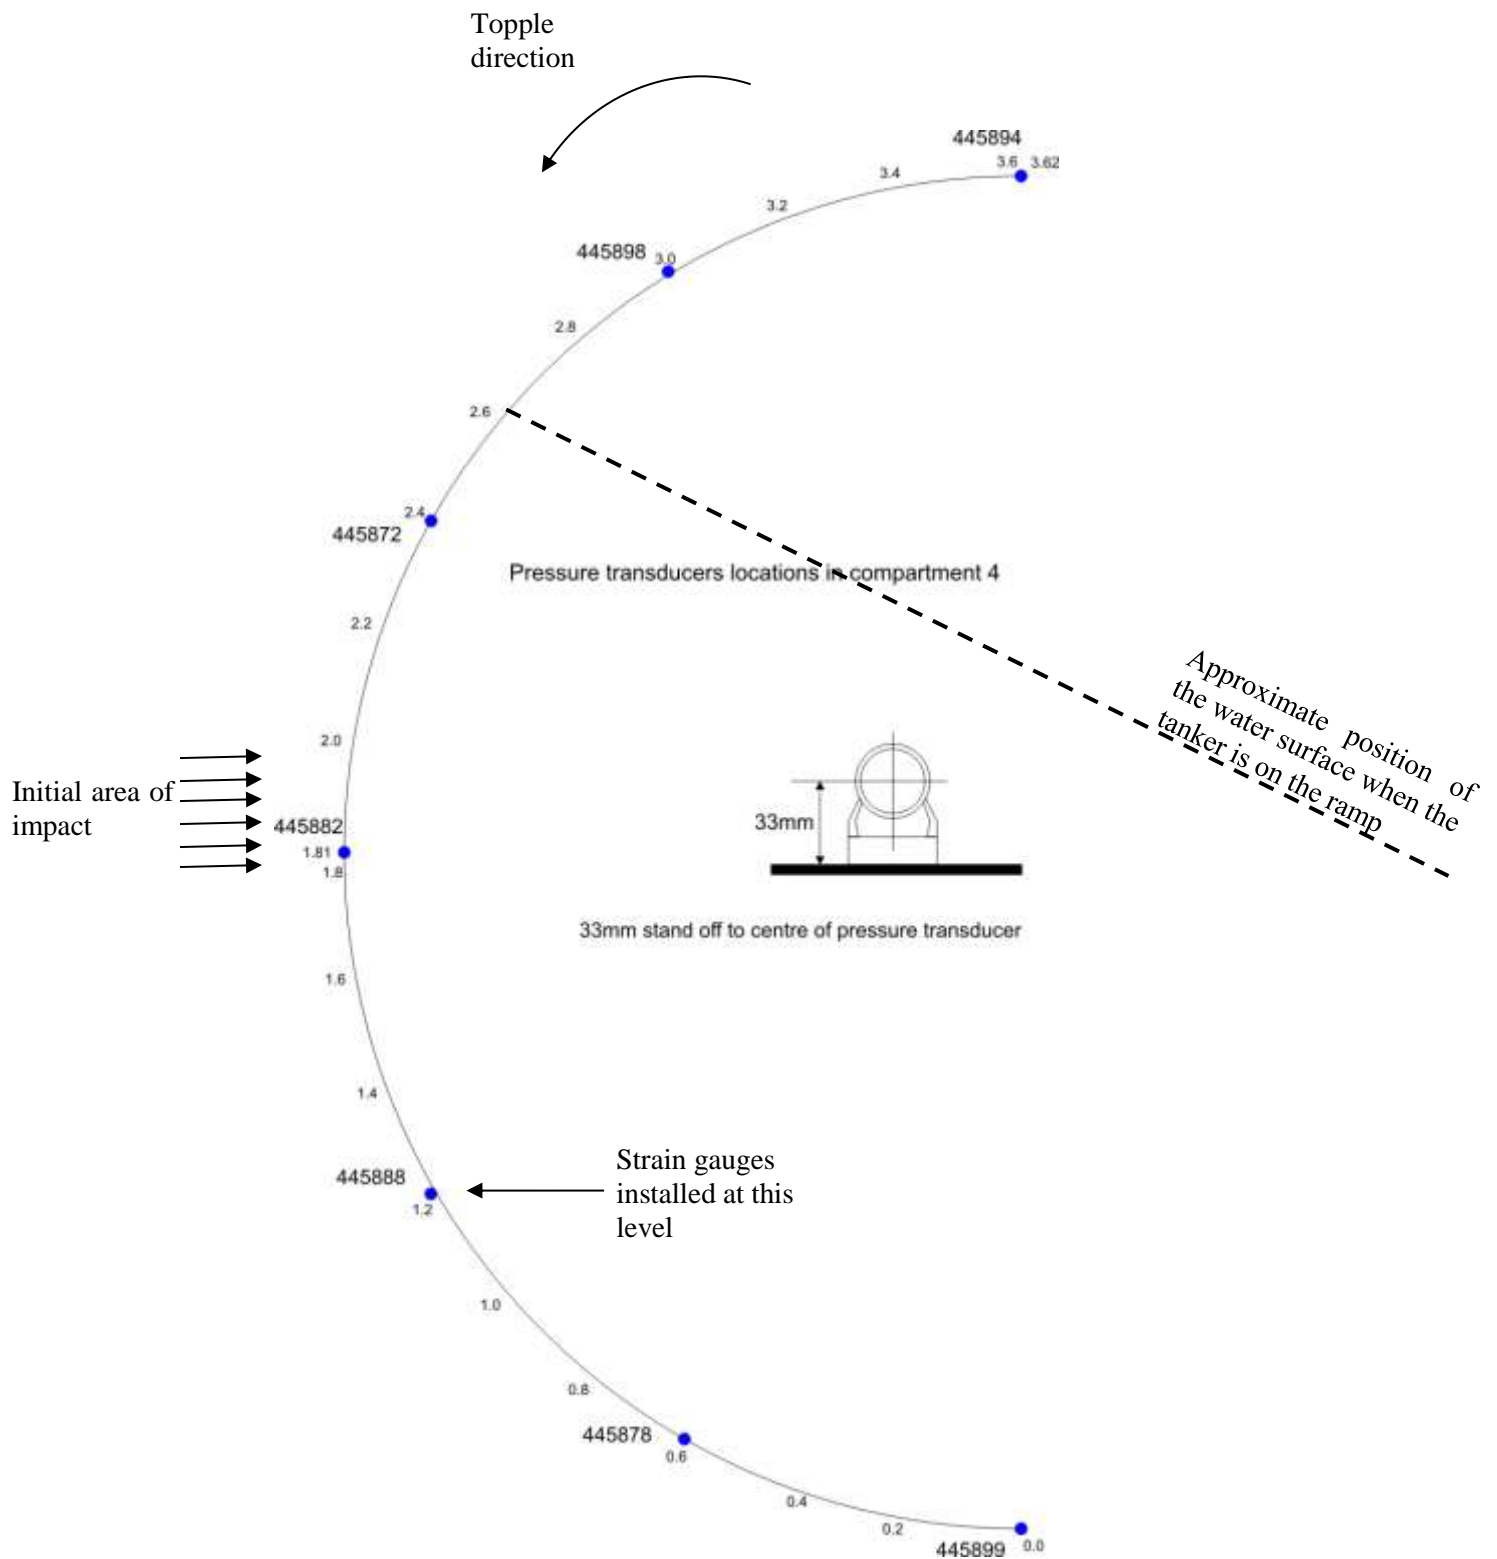 Topple
direction
445894
3.6 3.62
3.4
3.2
445898 3.0
2.8
2.6
2.4
445872
Pressure transducers locations in compartment 4
2.2
Approximate position of
the water surface when the
tanker is on the ramp
2.0
Initial area of
impact
445882
1.81
1.8
33mm
33mm stand off to centre of pressure transducer
1.6
1.4
Strain gauges
installed at this
level
445888
1.2
1.0
0.8
445878
0.6
0.4
0.2
445899 0.0